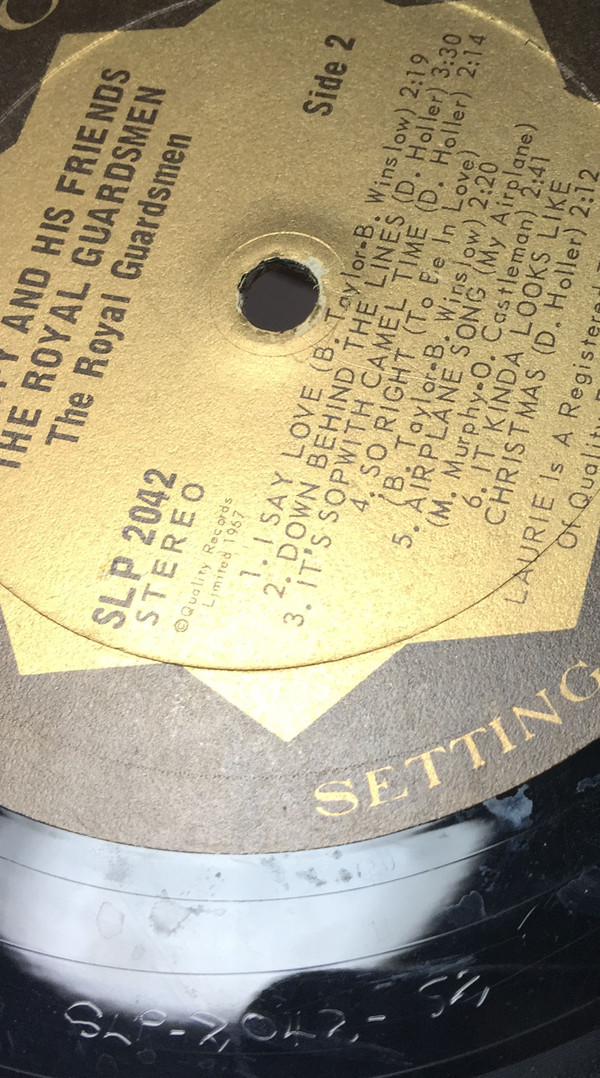 AND HIS FRIENDS
THE ROYAL GUARDSMEN
The Royal Guardsmen
Side 2
SLP 2042
STEREO
©Quality Records
Limited 1967
1. I SAY LOVE (B. Taylor-B. Winslow) 2:19
2. DOWN BEHIND THE LINES (D. Holler) 3:30
3. IT'S SOPWITH CAMEL TIME (D. Holler) 2:14
4. SO RIGHT (To Be In Love)
(B. Taylor-B. Winslow) 2:20
5. AIRPLANE SONG (My Airplane)
(M. Murphy-O. Castleman) 2:41
6. IT KINDA LOOKS LIKE
CHRISTMAS (D. Holler) 2:12
LAURIE Is A Registered
Of Quality
SETTING
SLP-2042-S2